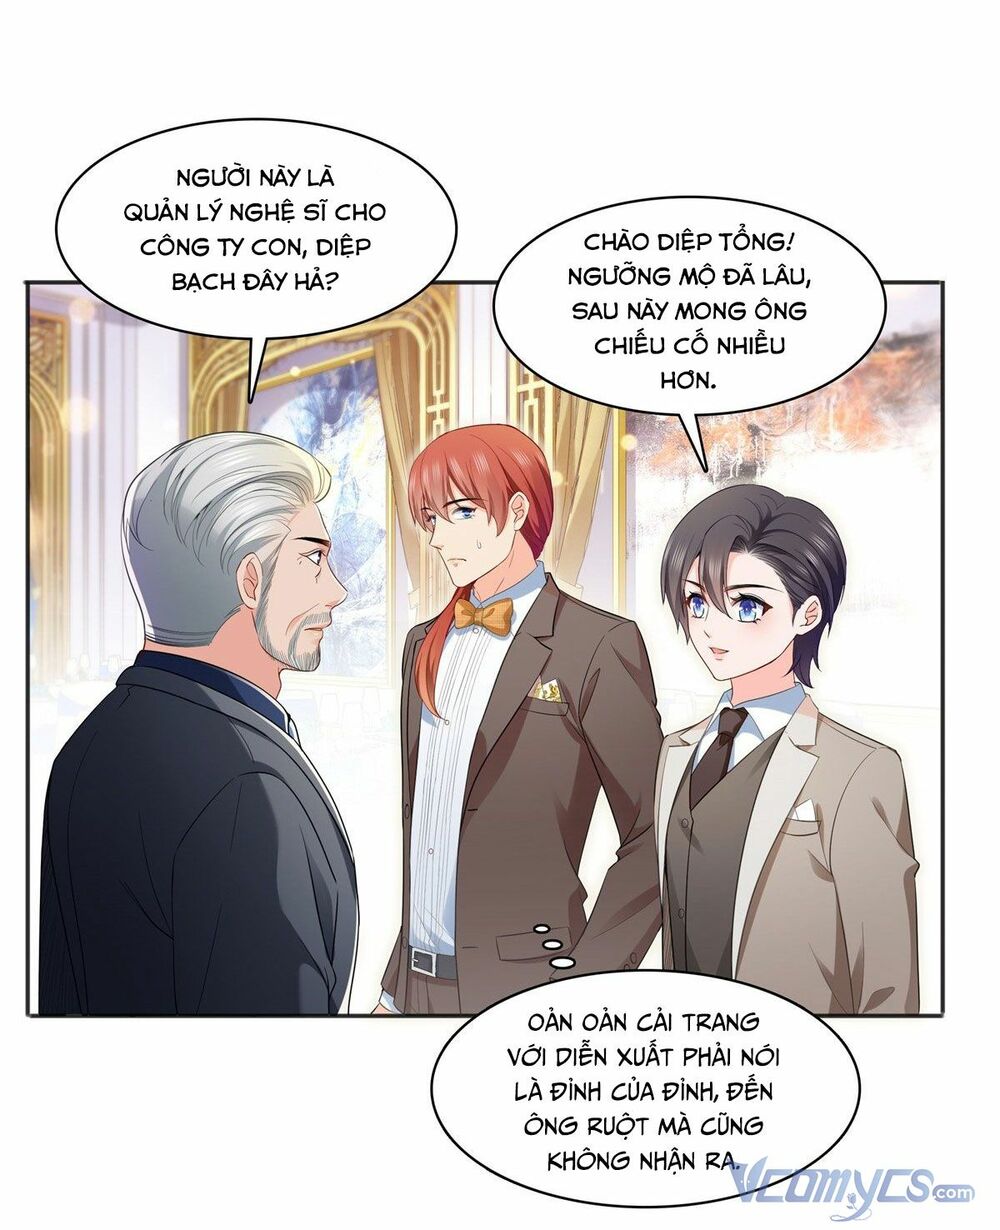 NGƯỜI NÀY LÀ
QUẢN LÝ NGHỆ SĨ CHO
CÔNG TY CON, DIỆP
BẠCH ĐÂY HẢ?
CHÀO DIỆP TỔNG!
NGƯỠNG MỘ ĐÃ LÂU,
SAU NÀY MONG ÔNG
CHIẾU CỐ NHIỀU
HƠN.
OẢN OẢN CẢI TRANG
VỚI DIỄN XUẤT PHẢI NÓI
LÀ ĐỈNH CỦA ĐỈNH, ĐẾN
ÔNG RUỘT MÀ CŨNG
KHÔNG NHẬN RA.
VCOMYCS.com